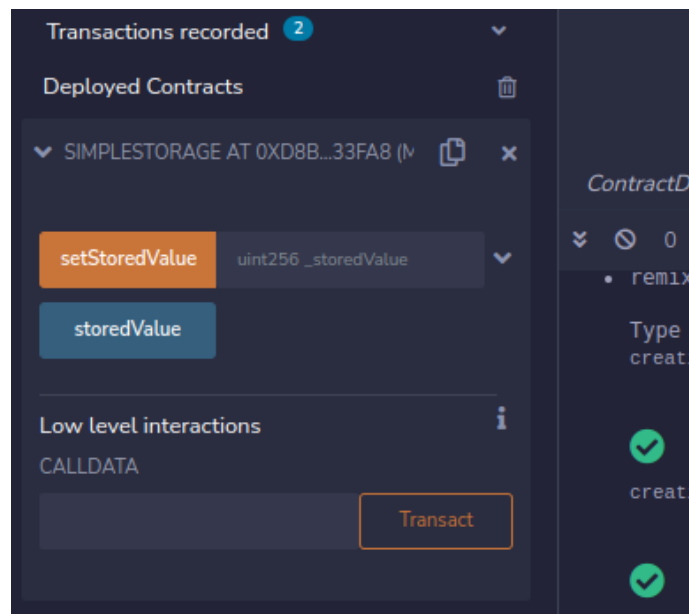 Transactions recorded 2
Deployed Contracts
SIMPLESTORAGE AT 0XD8B...33FA8 (M
setStoredValue uint256 _storedValue
storedValue
Low level interactions
CALLDATA
Transact
ContractD
0
remix
Type
creat
creat